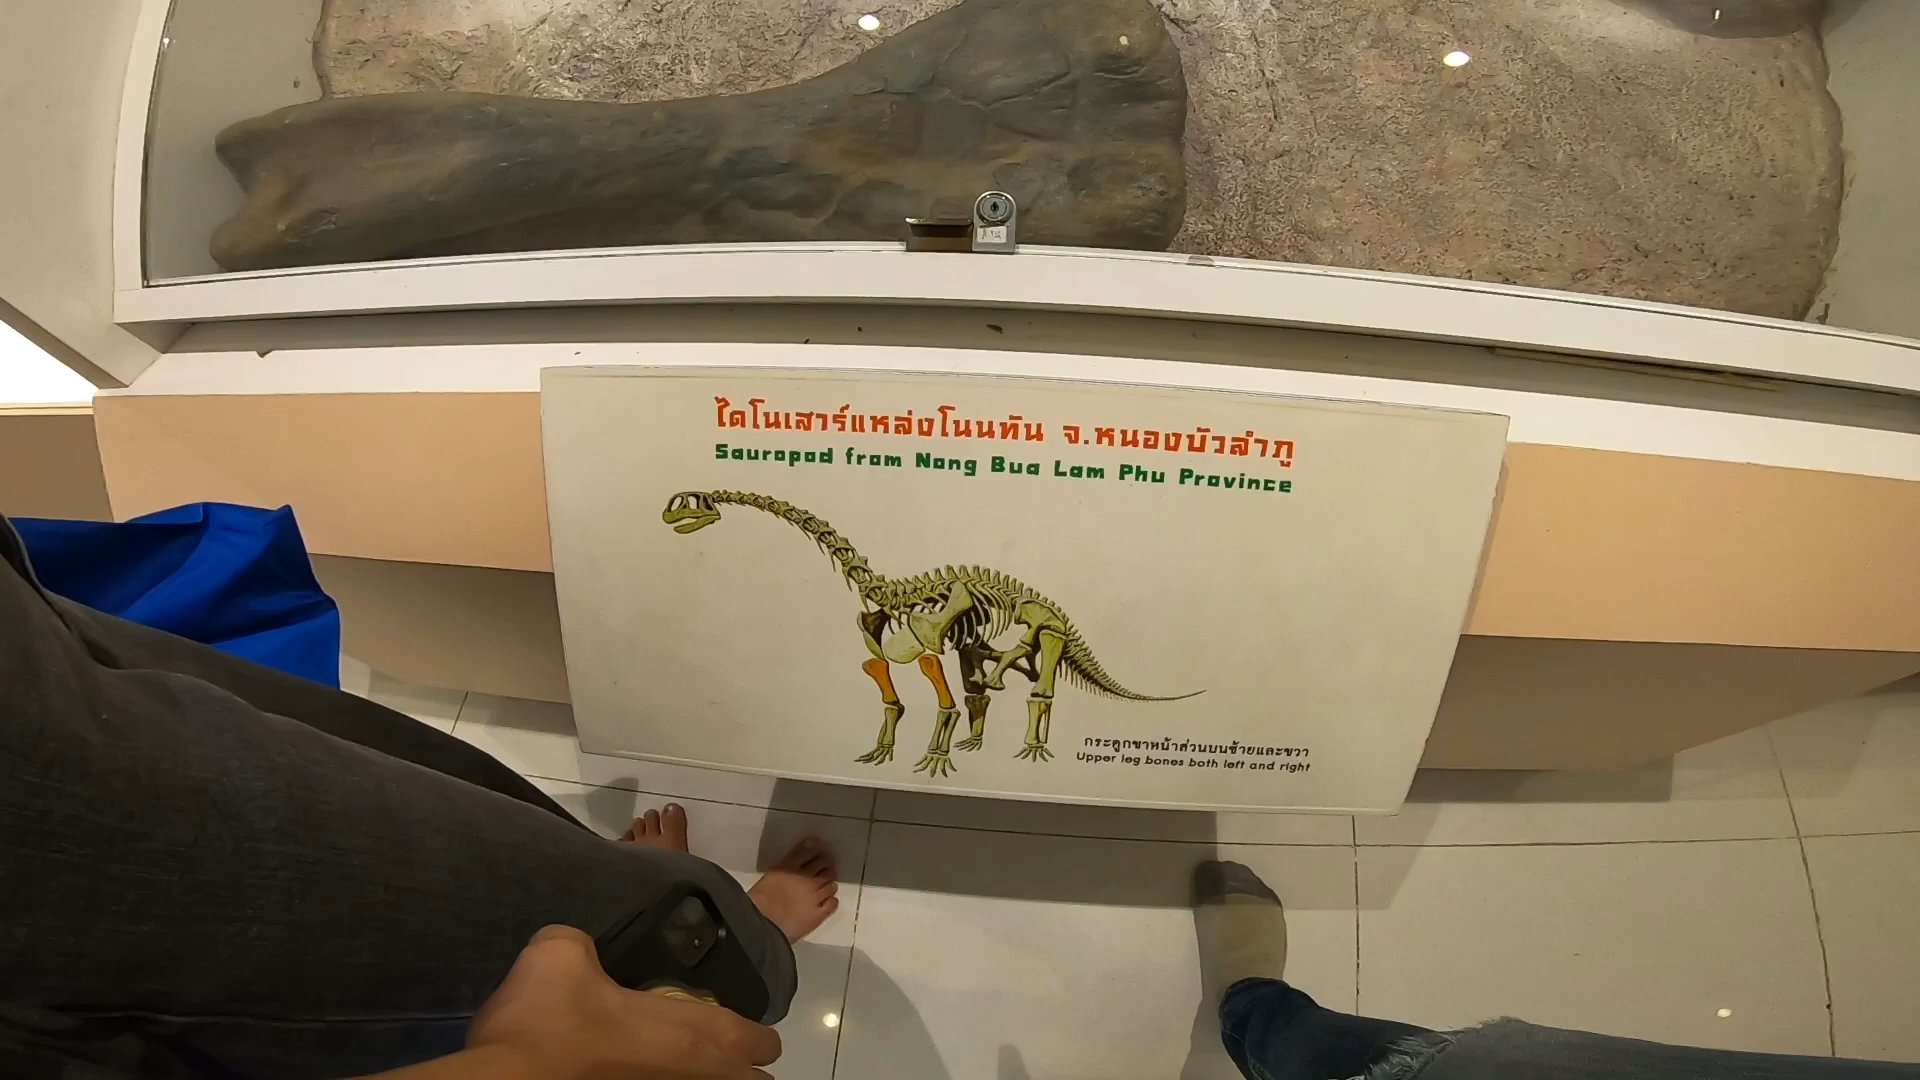 ไดโนเสาร์แหล่งโนนทัน จ.หนองบัวลำภู
Sauropod from Nong Bua Lam Phu Province
กระดูกขาหน้าส่วนบนซ้ายและขวา
Upper leg bones both left and right